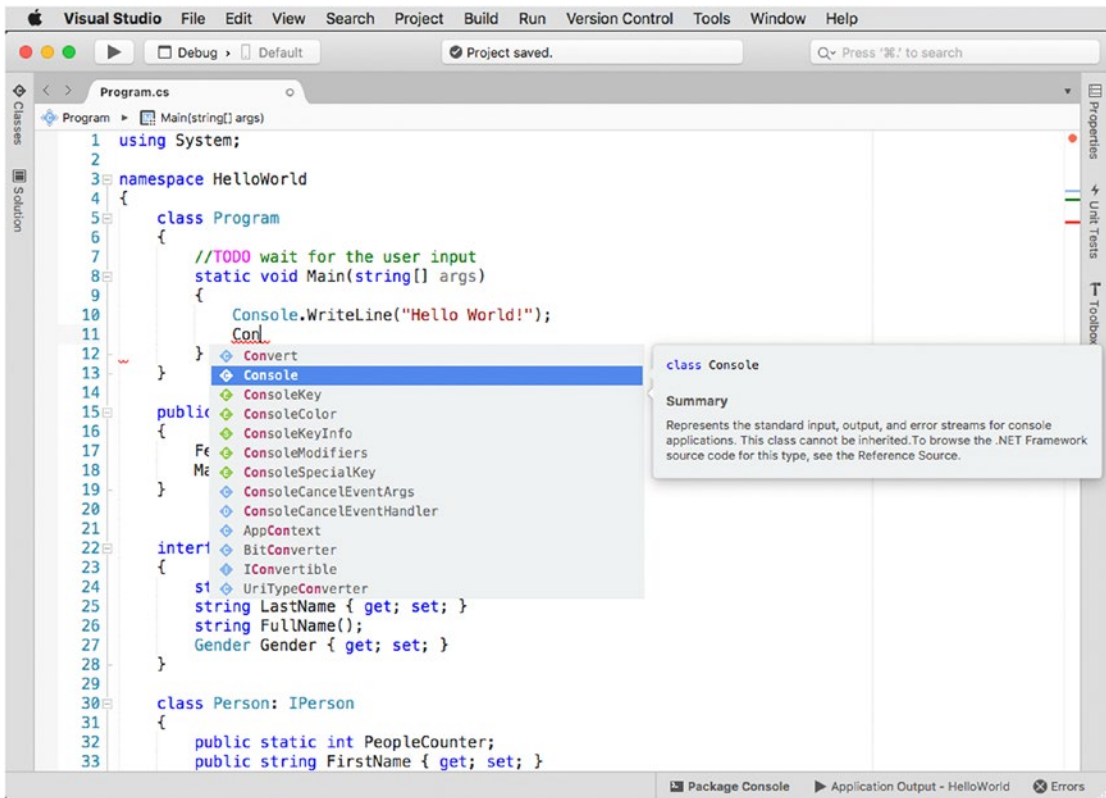 Visual Studio File Edit View Search Project Build Run Version Control Tools Window Help
Debug › Default
Project saved.
Press '⌘.' to search
Classes
Solution
Program.cs
Program ▸ Main(string[] args)
1 using System;
2
3 namespace HelloWorld
4 {
5 class Program
6 {
7 //TODO wait for the user input
8 static void Main(string[] args)
9 {
10 Console.WriteLine("Hello World!");
11 Con
12 }
13 }
14
15 public
16 {
17 Fe
18 Ma
19 }
20
21
22 interf
23 {
24 st
25 string LastName { get; set; }
26 string FullName();
27 Gender Gender { get; set; }
28 }
29
30 class Person: IPerson
31 {
32 public static int PeopleCounter;
33 public string FirstName { get; set; }
Convert
Console
ConsoleKey
ConsoleColor
ConsoleKeyInfo
ConsoleModifiers
ConsoleSpecialKey
ConsoleCancelEventArgs
ConsoleCancelEventHandler
AppContext
BitConverter
IConvertible
UriTypeConverter
class Console
Summary
Represents the standard input, output, and error streams for console
applications. This class cannot be inherited.To browse the .NET Framework
source code for this type, see the Reference Source.
Properties
Unit Tests
Toolbox
Package Console Application Output - HelloWorld Errors